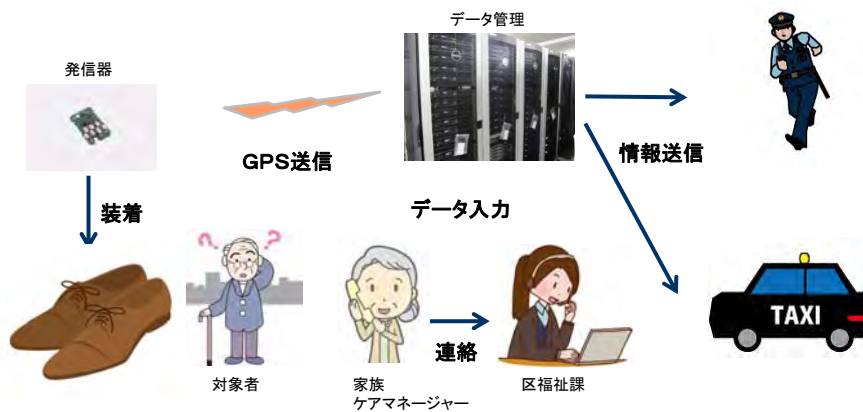 データ管理
発信器
GPS送信
情報送信
装着
データ入力
TAXI
連絡
対象者
家族
ケアマネージャー
区福祉課